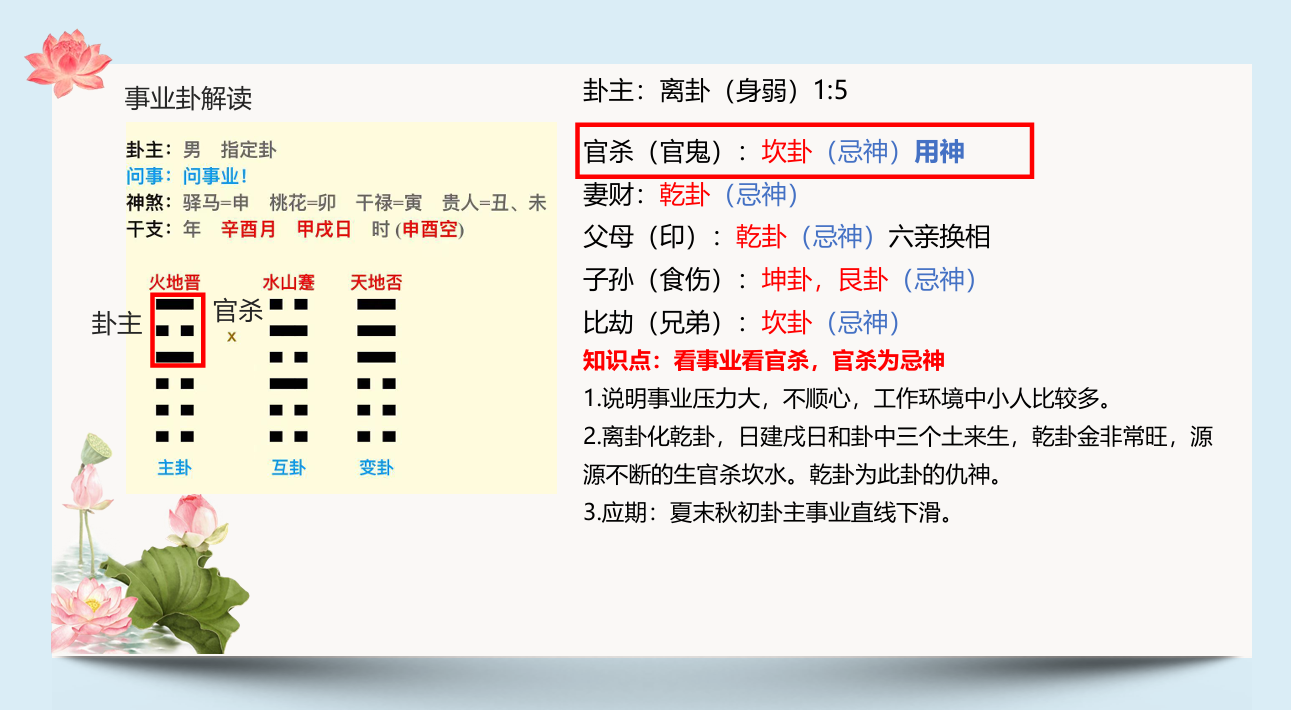 事业卦解读
卦主：男 指定卦
问事：问事业！
神煞：驿马=申 桃花=卯 干禄=寅 贵人=丑、未
干支：年 辛酉月 甲戌日 时 (申酉空)
火地晋 水山蹇 天地否
卦主
官杀
x
主卦 互卦 变卦
卦主：离卦（身弱）1:5
官杀（官鬼）：坎卦（忌神）用神
妻财：乾卦（忌神）
父母（印）：乾卦（忌神）六亲换相
子孙（食伤）：坤卦，艮卦（忌神）
比劫（兄弟）：坎卦（忌神）
知识点：看事业看官杀，官杀为忌神
1.说明事业压力大，不顺心，工作环境中小人比较多。
2.离卦化乾卦，日建戌日和卦中三个土来生，乾卦金非常旺，源
源不断的生官杀坎水。乾卦为此卦的仇神。
3.应期：夏末秋初卦主事业直线下滑。